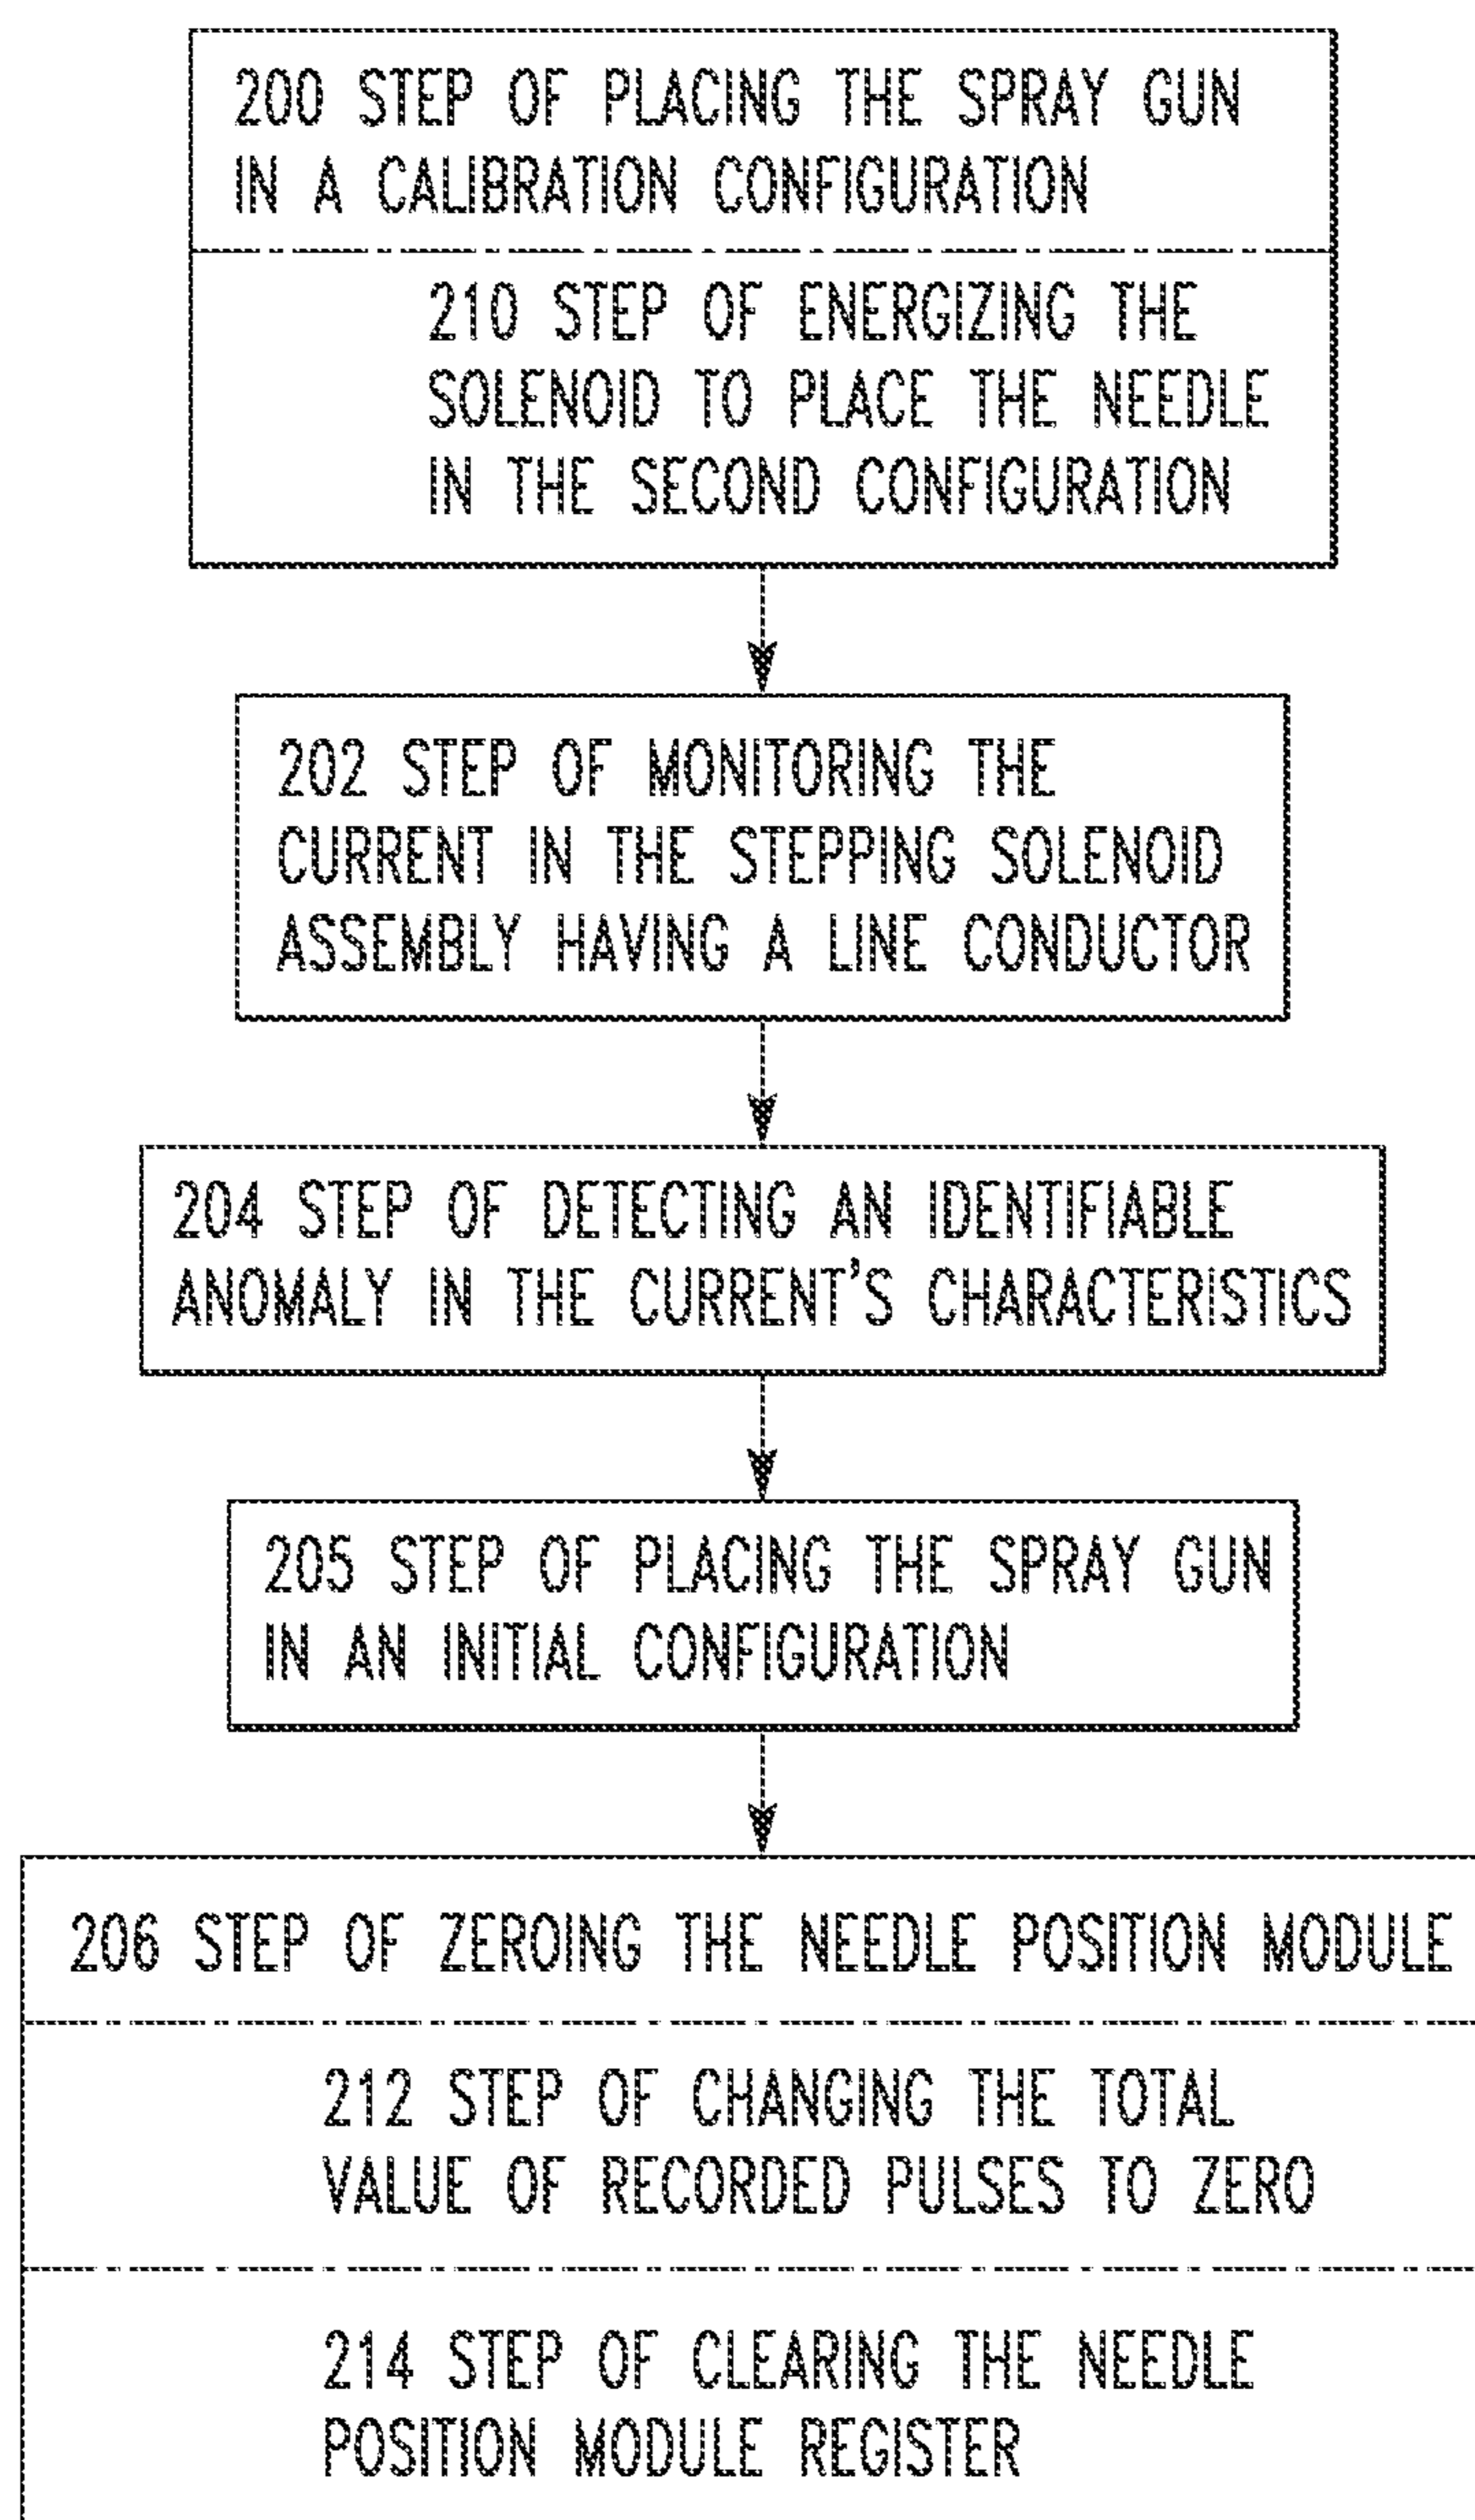 200 STEP OF PLACING THE SPRAY GUN
IN A CALIBRATION CONFIGURATION
210 STEP OF ENERGIZING THE
SOLENOID TO PLACE THE NEEDLE
IN THE SECOND CONFIGURATION
202 STEP OF MONITORING THE
CURRENT IN THE STEPPING SOLENOID
ASSEMBLY HAVING A LINE CONDUCTOR
204 STEP OF DETECTING AN IDENTIFIABLE
ANOMALY IN THE CURRENT'S CHARACTERISTICS
205 STEP OF PLACING THE SPRAY GUN
IN AN INITIAL CONFIGURATION
206 STEP OF ZEROING THE NEEDLE POSITION MODULE
212 STEP OF CHANGING THE TOTAL
VALUE OF RECORDED PULSES TO ZERO
214 STEP OF CLEARING THE NEEDLE
POSITION MODULE REGISTER